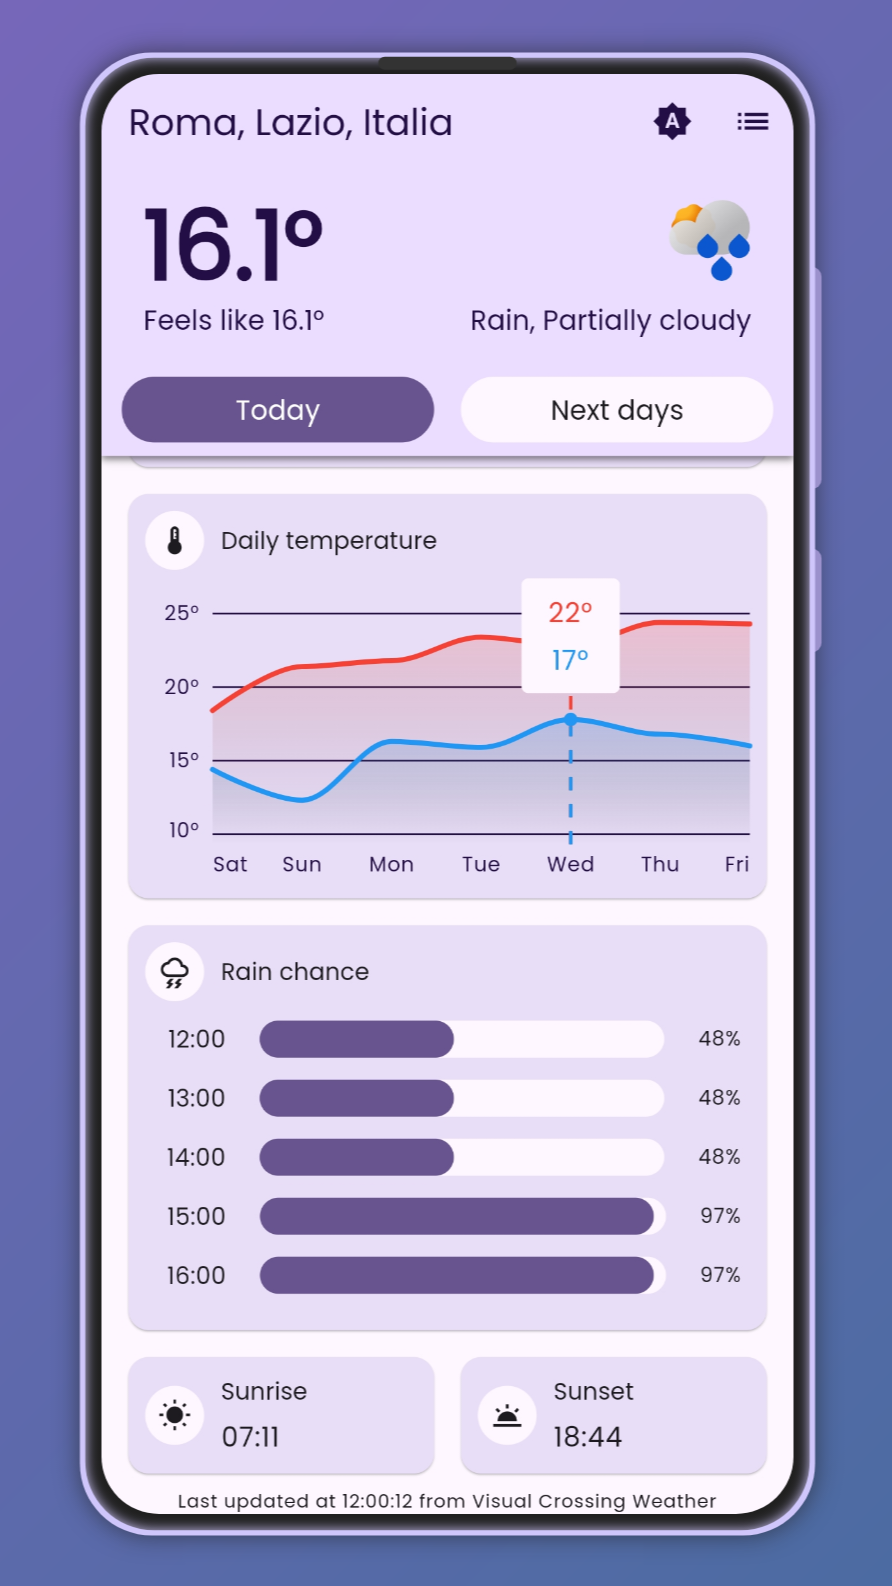 Roma, Lazio, Italia
A
16.1°
Feels like 16.1°
Rain, Partially cloudy
Today
Next days
Daily temperature
22°
17°
25°
20°
15°
10°
Sat Sun Mon Tue Wed Thu Fri
Rain chance
12:00 48%
13:00 48%
14:00 48%
15:00 97%
16:00 97%
Sunrise
07:11
Sunset
18:44
Last updated at 12:00:12 from Visual Crossing Weather